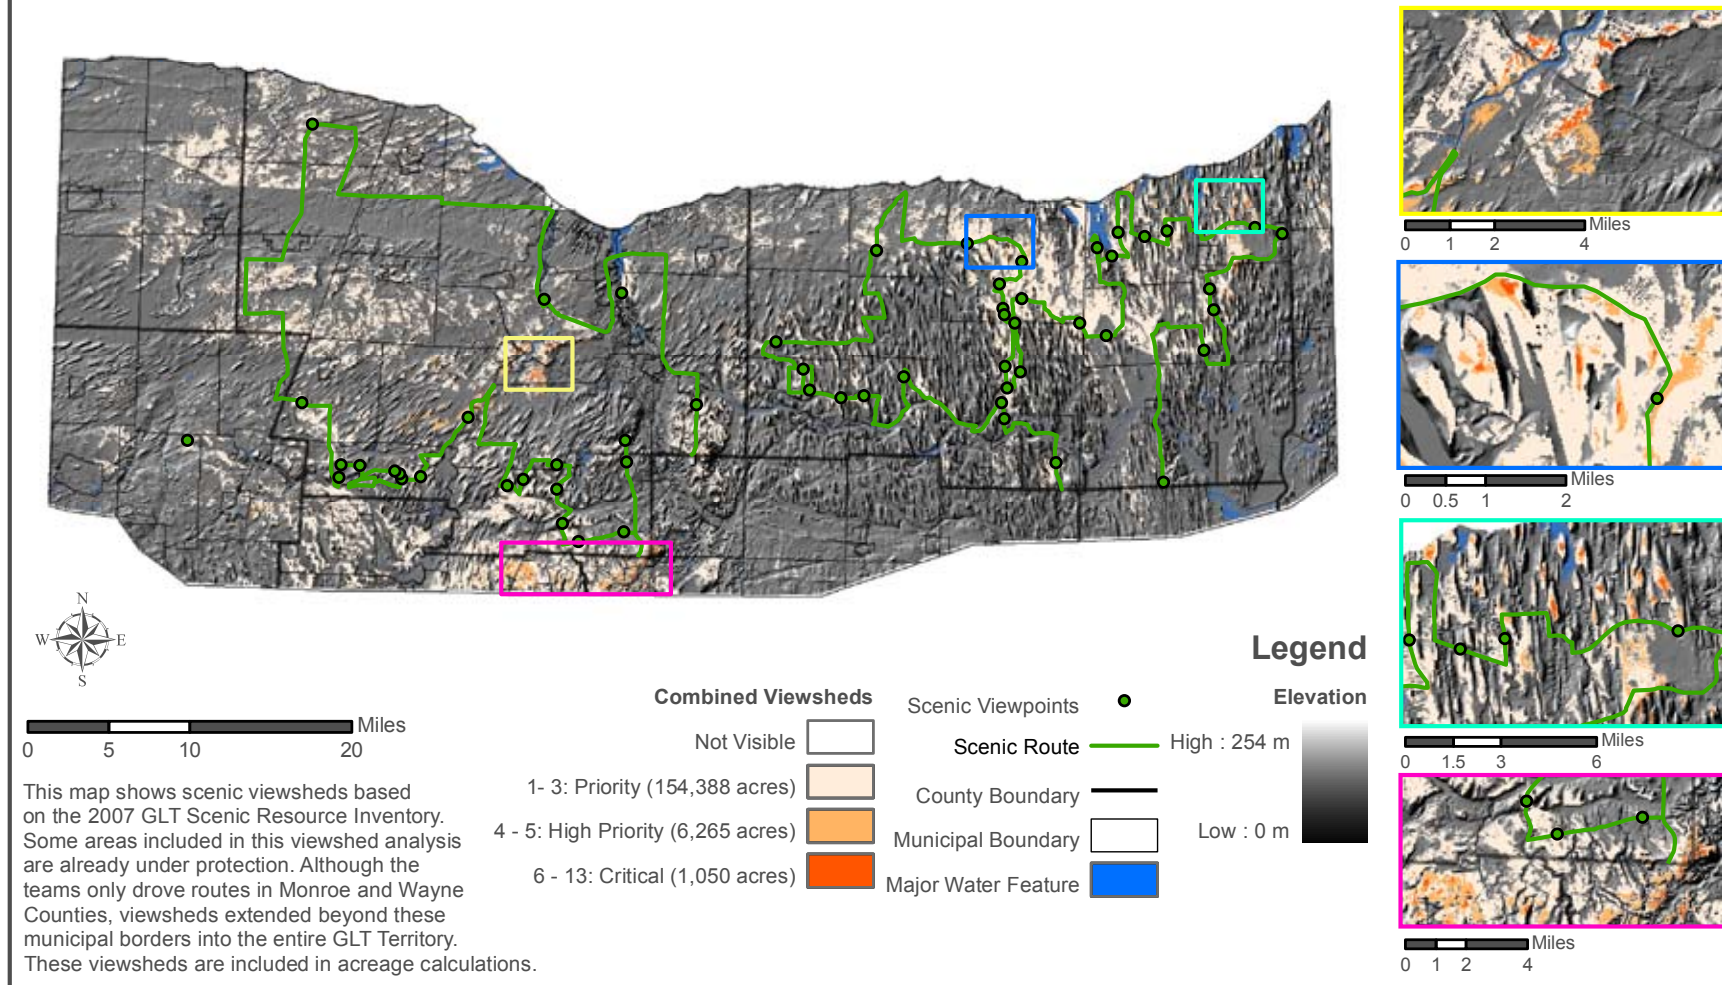 Miles
0 1 2 4
Miles
0 0.5 1 2
Miles
0 1.5 3 6
Miles
0 1 2 4
N
W E
S
Miles
0 5 10 20
This map shows scenic viewsheds based
on the 2007 GLT Scenic Resource Inventory.
Some areas included in this viewshed analysis
are already under protection. Although the
teams only drove routes in Monroe and Wayne
Counties, viewsheds extended beyond these
municipal borders into the entire GLT Territory.
These viewsheds are included in acreage calculations.
Legend
Combined Viewsheds
Not Visible
1- 3: Priority (154,388 acres)
4 - 5: High Priority (6,265 acres)
6 - 13: Critical (1,050 acres)
Scenic Viewpoints
Scenic Route
County Boundary
Municipal Boundary
Major Water Feature
Elevation
High : 254 m
Low : 0 m